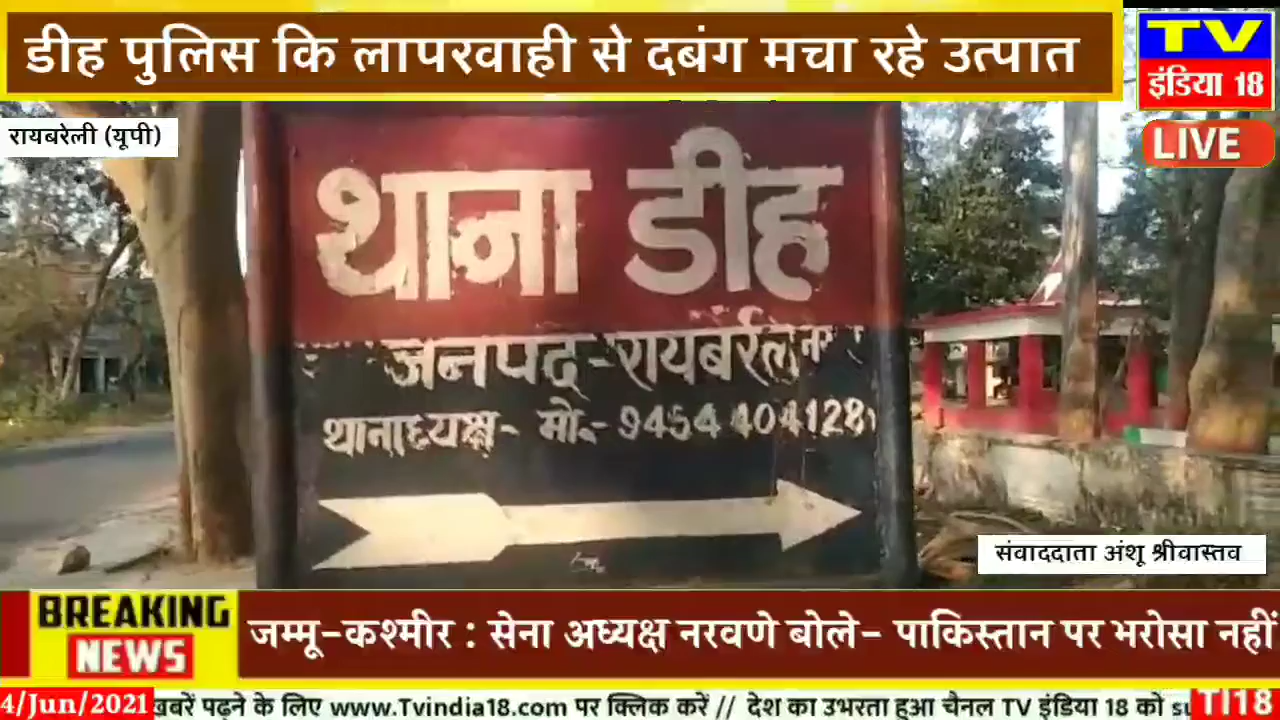 डीह पुलिस कि लापरवाही से दबंग मचा रहे उत्पात
TV
इंडिया 18
LIVE
रायबरेली (यूपी)
थाना डीह
जनपद-रायबरेली
थानाध्यक्ष- मो.- 9454404128
संवाददाता अंशू श्रीवास्तव
BREAKING
NEWS
जम्मू-कश्मीर : सेना अध्यक्ष नरवणे बोले- पाकिस्तान पर भरोसा नहीं
4/Jun/2021
खबरें पढ़ने के लिए www.Tvindia18.com पर क्लिक करें // देश का उभरता हुआ चैनल TV इंडिया 18 को su
TI18